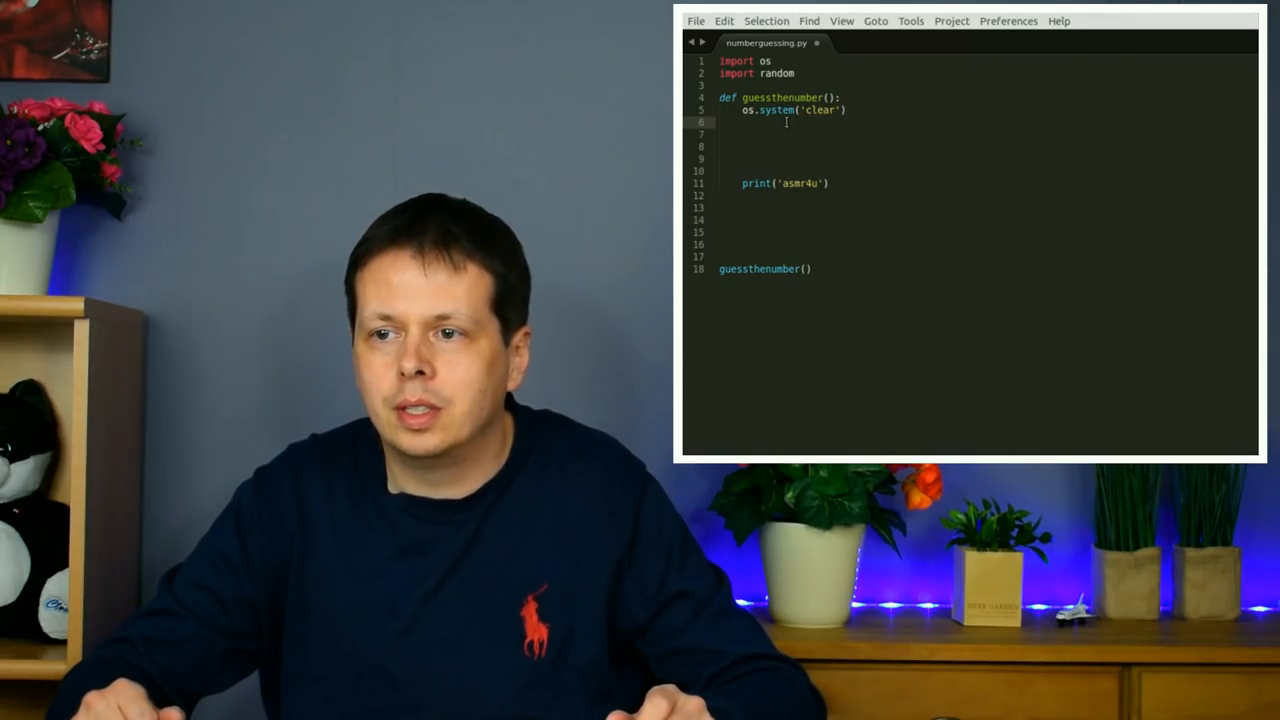 File Edit Selection Find View Goto Tools Project Preferences Help
numberguessing.py
1 import os
2 import random
3
4 def guessthenumber():
5 os.system('clear')
6
7
8
9
10
11 print('asmr4u')
12
13
14
15
16
17
18 guessthenumber()
HERB GARDEN